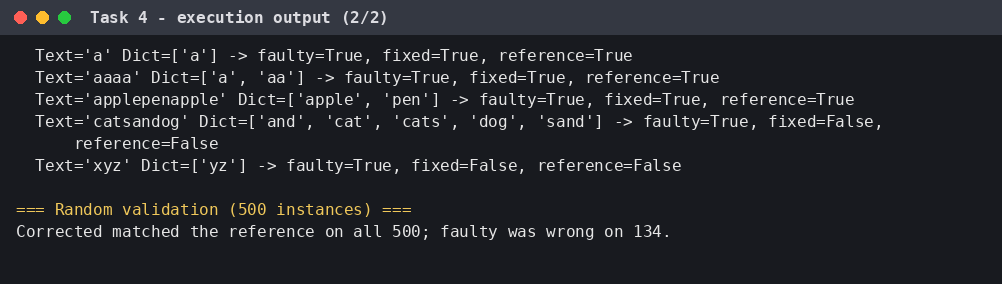 Task 4 - execution output (2/2)
Text='a' Dict=['a'] -> faulty=True, fixed=True, reference=True
Text='aaaa' Dict=['a', 'aa'] -> faulty=True, fixed=True, reference=True
Text='applepenapple' Dict=['apple', 'pen'] -> faulty=True, fixed=True, reference=True
Text='catsandog' Dict=['and', 'cat', 'cats', 'dog', 'sand'] -> faulty=True, fixed=False,
reference=False
Text='xyz' Dict=['yz'] -> faulty=True, fixed=False, reference=False
=== Random validation (500 instances) ===
Corrected matched the reference on all 500; faulty was wrong on 134.